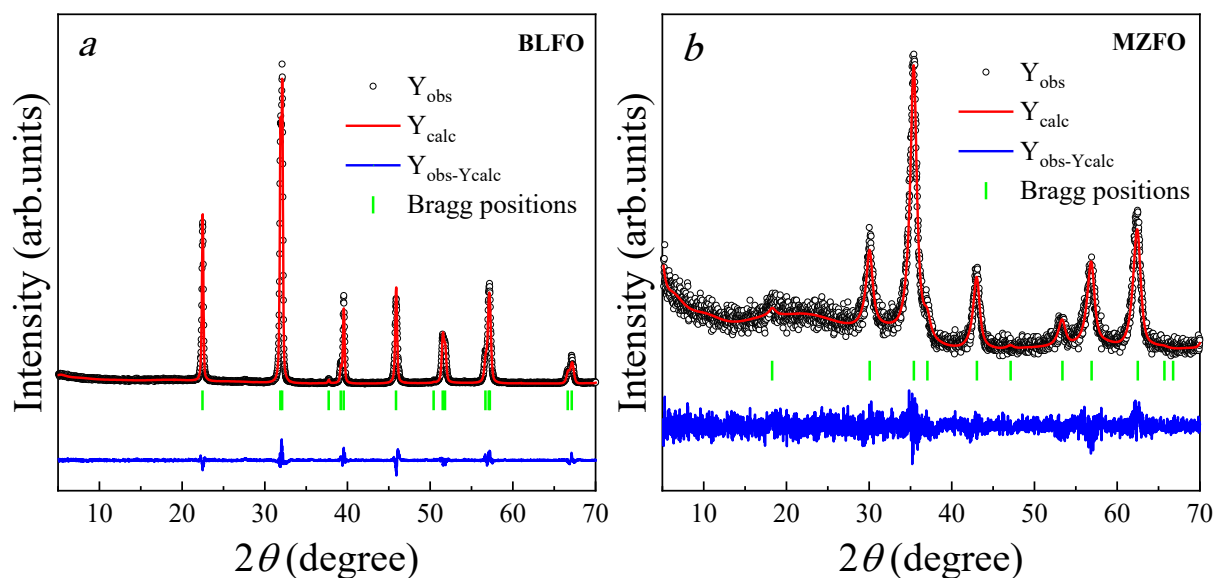 a
BLFO
Y_obs
Y_calc
Y_obs-Ycalc
Bragg positions
Intensity (arb.units)
10 20 30 40 50 60 70
2θ (degree)
b
MZFO
Y_obs
Y_calc
Y_obs-Ycalc
Bragg positions
Intensity (arb.units)
10 20 30 40 50 60 70
2θ (degree)